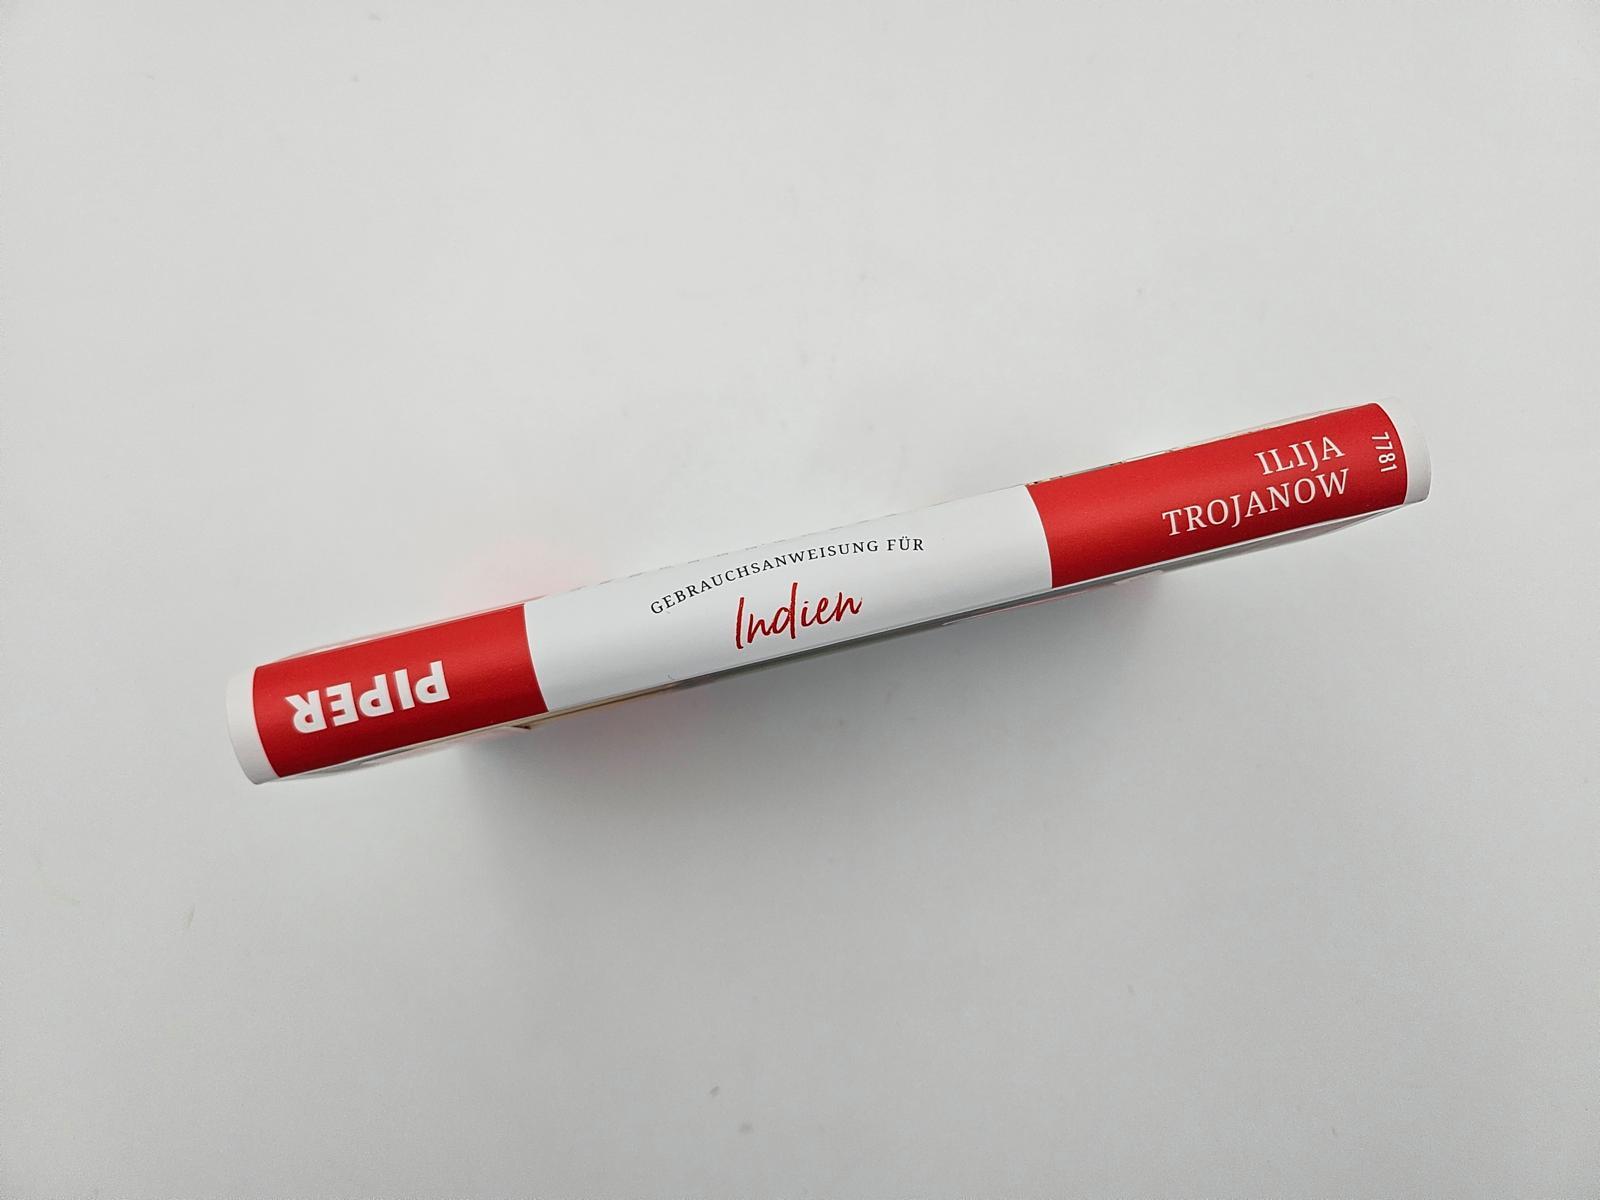 PIPER
GEBRAUCHSANWEISUNG FÜR
Indien
ILIJA
TROJANOW
7781